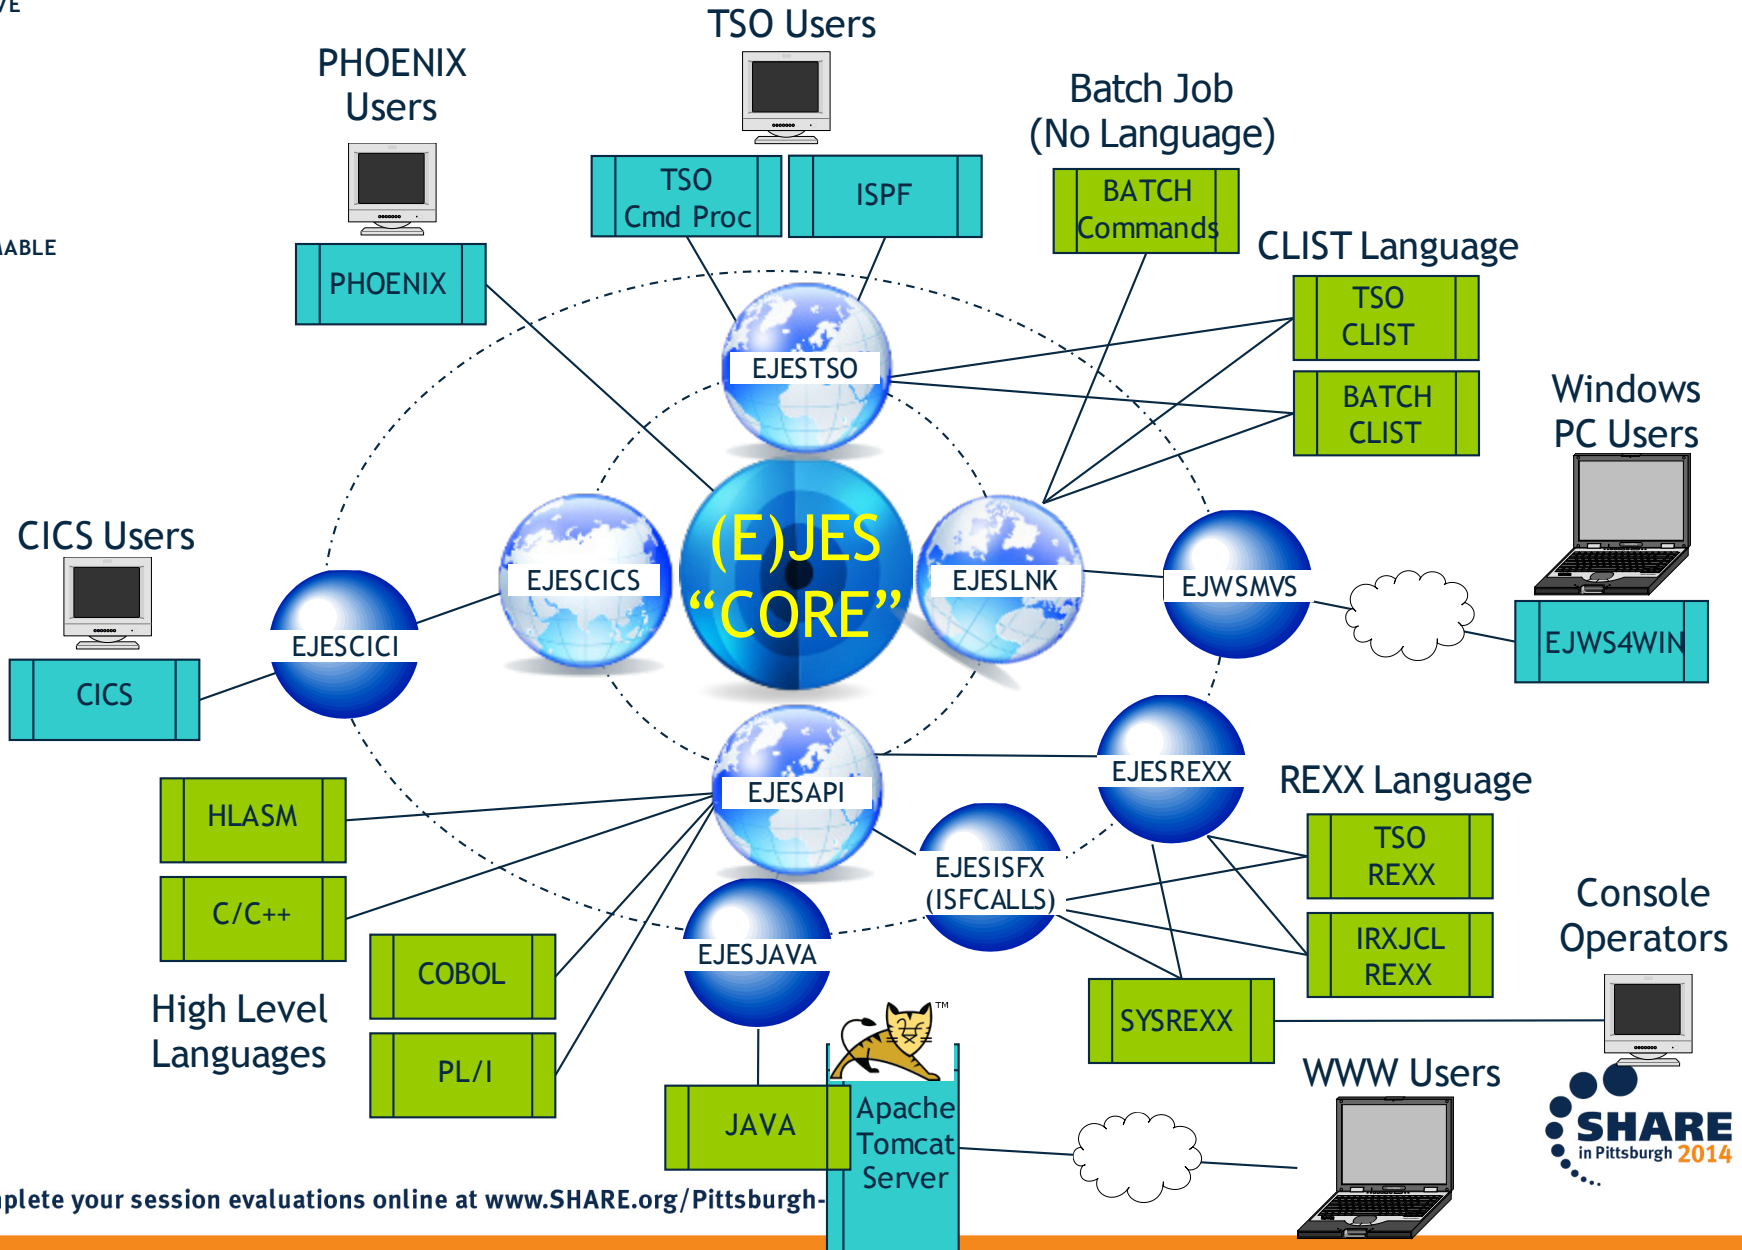 TSO Users
PHOENIX
Users
Batch Job
(No Language)
TSO
Cmd Proc
ISPF
BATCH
Commands
CLIST Language
PHOENIX
TSO
CLIST
EJESTSO
BATCH
CLIST
Windows
PC Users
CICS Users
(E)JES
"CORE"
EJESCICS
EJESLNK
EJWSMVS
EJESCICI
EJWS4WIN
CICS
EJESAPI
EJESREXX
REXX Language
HLASM
TSO
REXX
EJESISFX
(ISFCALLS)
C/C++
IRXJCL
REXX
Console
Operators
COBOL
EJESJAVA
High Level
Languages
TM
SYSREXX
PL/I
WWW Users
JAVA
Apache
Tomcat
Server
SHARE
in Pittsburgh 2014
your session evaluations online at www.SHARE.org/Pittsburgh-